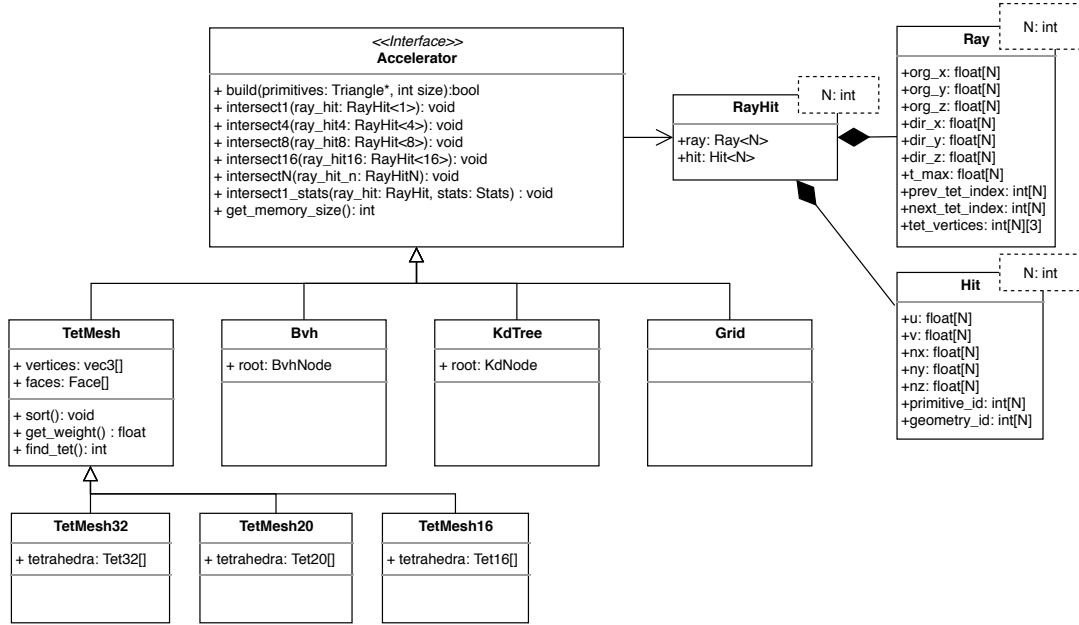 <<Interface>>
Accelerator
+ build(primitives: Triangle*, int size):bool
+ intersect1(ray_hit: RayHit<1>): void
+ intersect4(ray_hit4: RayHit<4>): void
+ intersect8(ray_hit8: RayHit<8>): void
+ intersect16(ray_hit16: RayHit<16>): void
+ intersectN(ray_hit_n: RayHitN): void
+ intersect1_stats(ray_hit: RayHit, stats: Stats) : void
+ get_memory_size(): int
N: int
RayHit
+ray: Ray<N>
+hit: Hit<N>
N: int
Ray
+org_x: float[N]
+org_y: float[N]
+org_z: float[N]
+dir_x: float[N]
+dir_y: float[N]
+dir_z: float[N]
+t_max: float[N]
+prev_tet_index: int[N]
+next_tet_index: int[N]
+tet_vertices: int[N][3]
N: int
Hit
+u: float[N]
+v: float[N]
+nx: float[N]
+ny: float[N]
+nz: float[N]
+primitive_id: int[N]
+geometry_id: int[N]
TetMesh
+ vertices: vec3[]
+ faces: Face[]
+ sort(): void
+ get_weight() : float
+ find_tet(): int
Bvh
+ root: BvhNode
KdTree
+ root: KdNode
Grid
TetMesh32
+ tetrahedra: Tet32[]
TetMesh20
+ tetrahedra: Tet20[]
TetMesh16
+ tetrahedra: Tet16[]